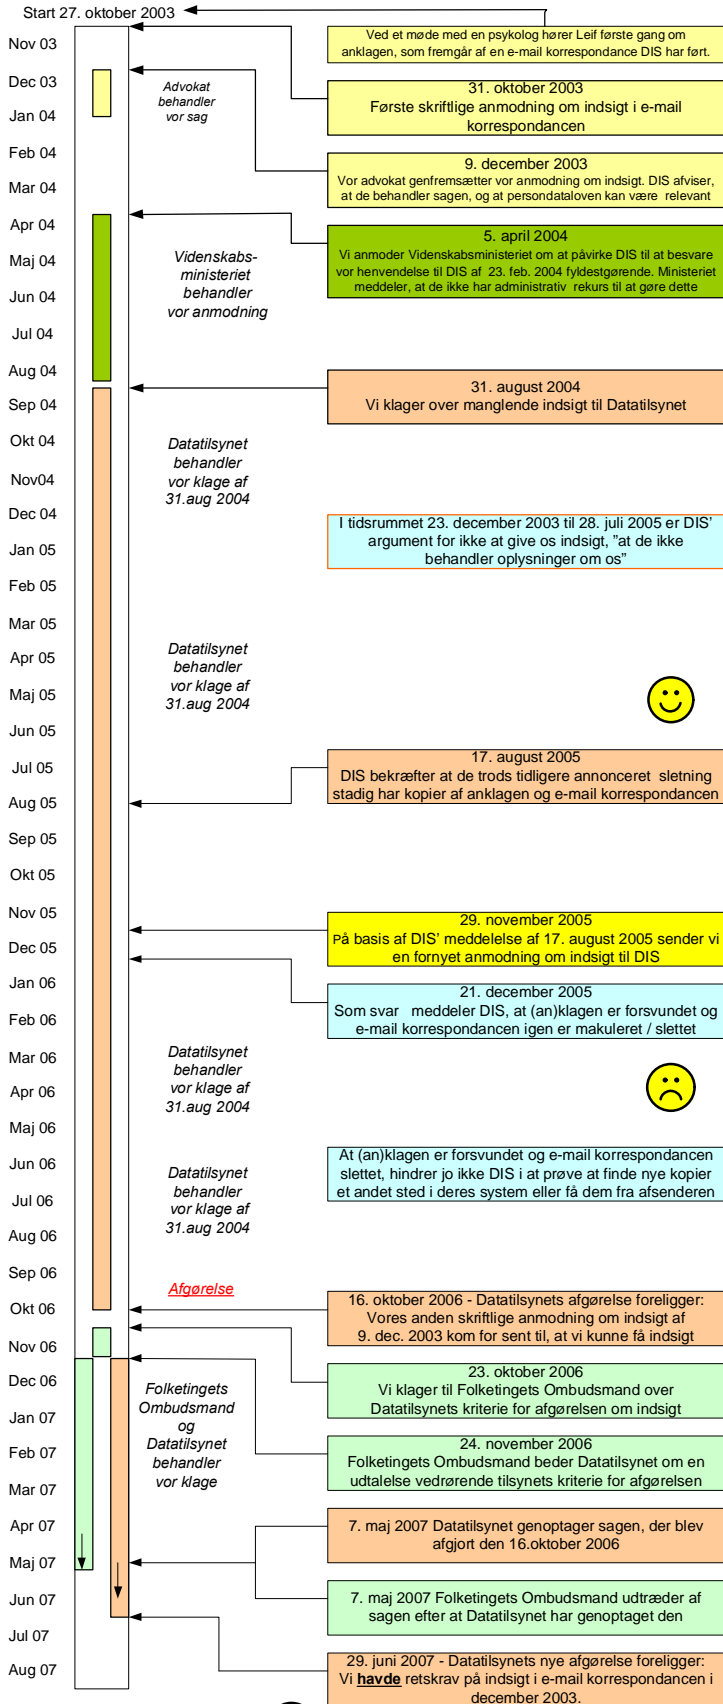 Start 27. oktober 2003
Nov 03
Dec 03
Jan 04
Feb 04
Mar 04
Apr 04
Maj 04
Jun 04
Jul 04
Aug 04
Sep 04
Okt 04
Nov04
Dec 04
Jan 05
Feb 05
Mar 05
Apr 05
Maj 05
Jun 05
Jul 05
Aug 05
Sep 05
Okt 05
Nov 05
Dec 05
Jan 06
Feb 06
Mar 06
Apr 06
Maj 06
Jun 06
Jul 06
Aug 06
Sep 06
Okt 06
Nov 06
Dec 06
Jan 07
Feb 07
Mar 07
Apr 07
Maj 07
Jun 07
Jul 07
Aug 07
Advokat
behandler
vor sag
Videnskabs-
ministeriet
behandler
vor anmodning
Datatilsynet
behandler
vor klage af
31.aug 2004
Datatilsynet
behandler
vor klage af
31.aug 2004
Datatilsynet
behandler
vor klage af
31.aug 2004
Datatilsynet
behandler
vor klage af
31.aug 2004
Afgørelse
Folketingets
Ombudsmand
og
Datatilsynet
behandler
vor klage
Ved et møde med en psykolog hører Leif første gang om
anklagen, som fremgår af en e-mail korrespondance DIS har ført.
31. oktober 2003
Første skriftlige anmodning om indsigt i e-mail
korrespondancen
9. december 2003
Vor advokat genfremsætter vor anmodning om indsigt. DIS afviser,
at de behandler sagen, og at persondataloven kan være relevant
5. april 2004
Vi anmoder Videnskabsministeriet om at påvirke DIS til at besvare
vor henvendelse til DIS af 23. feb. 2004 fyldestgørende. Ministeriet
meddeler, at de ikke har administrativ rekurs til at gøre dette
31. august 2004
Vi klager over manglende indsigt til Datatilsynet
I tidsrummet 23. december 2003 til 28. juli 2005 er DIS’
argument for ikke at give os indsigt, ”at de ikke
behandler oplysninger om os”
17. august 2005
DIS bekræfter at de trods tidligere annonceret sletning
stadig har kopier af anklagen og e-mail korrespondancen
29. november 2005
På basis af DIS’ meddelelse af 17. august 2005 sender vi
en fornyet anmodning om indsigt til DIS
21. december 2005
Som svar meddeler DIS, at (an)klagen er forsvundet og
e-mail korrespondancen igen er makuleret / slettet
At (an)klagen er forsvundet og e-mail korrespondancen
slettet, hindrer jo ikke DIS i at prøve at finde nye kopier
et andet sted i deres system eller få dem fra afsenderen
16. oktober 2006 - Datatilsynets afgørelse foreligger:
Vores anden skriftlige anmodning om indsigt af
9. dec. 2003 kom for sent til, at vi kunne få indsigt
23. oktober 2006
Vi klager til Folketingets Ombudsmand over
Datatilsynets kriterie for afgørelsen om indsigt
24. november 2006
Folketingets Ombudsmand beder Datatilsynet om en
udtalelse vedrørende tilsynets kriterie for afgørelsen
7. maj 2007 Datatilsynet genoptager sagen, der blev
afgjort den 16.oktober 2006
7. maj 2007 Folketingets Ombudsmand udtræder af
sagen efter at Datatilsynet har genoptaget den
29. juni 2007 - Datatilsynets nye afgørelse foreligger:
Vi havde retskrav på indsigt i e-mail korrespondancen i
december 2003.